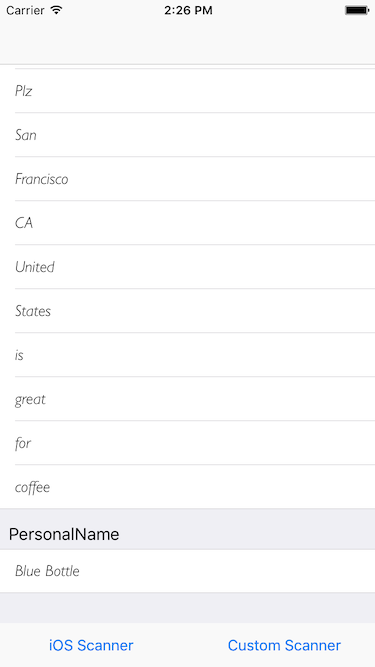 Carrier 2:26 PM
Plz
San
Francisco
CA
United
States
is
great
for
coffee
PersonalName
Blue Bottle
iOS Scanner Custom Scanner